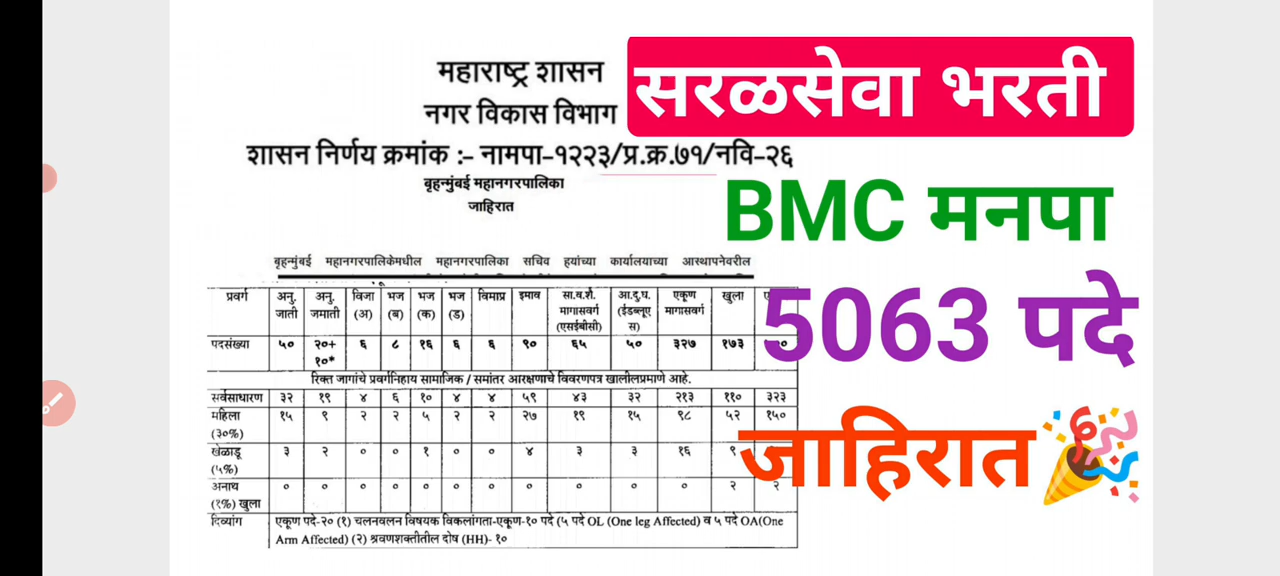 महाराष्ट्र शासन
नगर विकास विभाग
शासन निर्णय क्रमांक :- नामपा-१२२३/प्र.क्र.७१/नवि-२६
बृहन्मुंबई महानगरपालिका
जाहिरात
सरळसेवा भरती
BMC मनपा
5063 पदे
जाहिरात
बृहन्मुंबई महानगरपालिकेमधील महानगरपालिका सचिव हयांच्या कार्यालयाच्या आस्थापनेवरील
प्रवर्ग अनु. जाती अनु. जमाती विजा (अ) भज (ब) भज (क) भज (ड) विमाप्र इमाव सा.व.शै. मागासवर्ग (एसईबीसी) आ.दु.घ. (ईडब्लूए स) एकूण मागासवर्ग खुला
पदसंख्या ५० २०+ १०* ६ ८ १६ ६ ६ ९० ६५ ५० ३२७ १७३
रिक्त जागांचे प्रवर्गनिहाय सामाजिक / समांतर आरक्षणाचे विवरणपत्र खालीलप्रमाणे आहे.
सर्वसाधारण ३२ १९ ४ ६ १० ४ ४ ५९ ४३ ३२ २१३ ११० ३२३
महिला (३०%) १५ ९ २ २ ५ २ २ २७ १९ १५ ९८ ५२ १५०
खेळाडू (५%) ३ २ ० ० १ ० ० ४ ३ ३ १६ ९
अनाथ (१%) खुला ० ० ० ० ० ० ० ० ० ० ० २ २
दिव्यांग एकूण पदे-२० (१) चलनवलन विषयक विकलांगता-एकूण-१० पदे (५ पदे OL (One leg Affected) व ५ पदे OA(One
Arm Affected) (२) श्रवणशक्तीतील दोष (HH)- १०